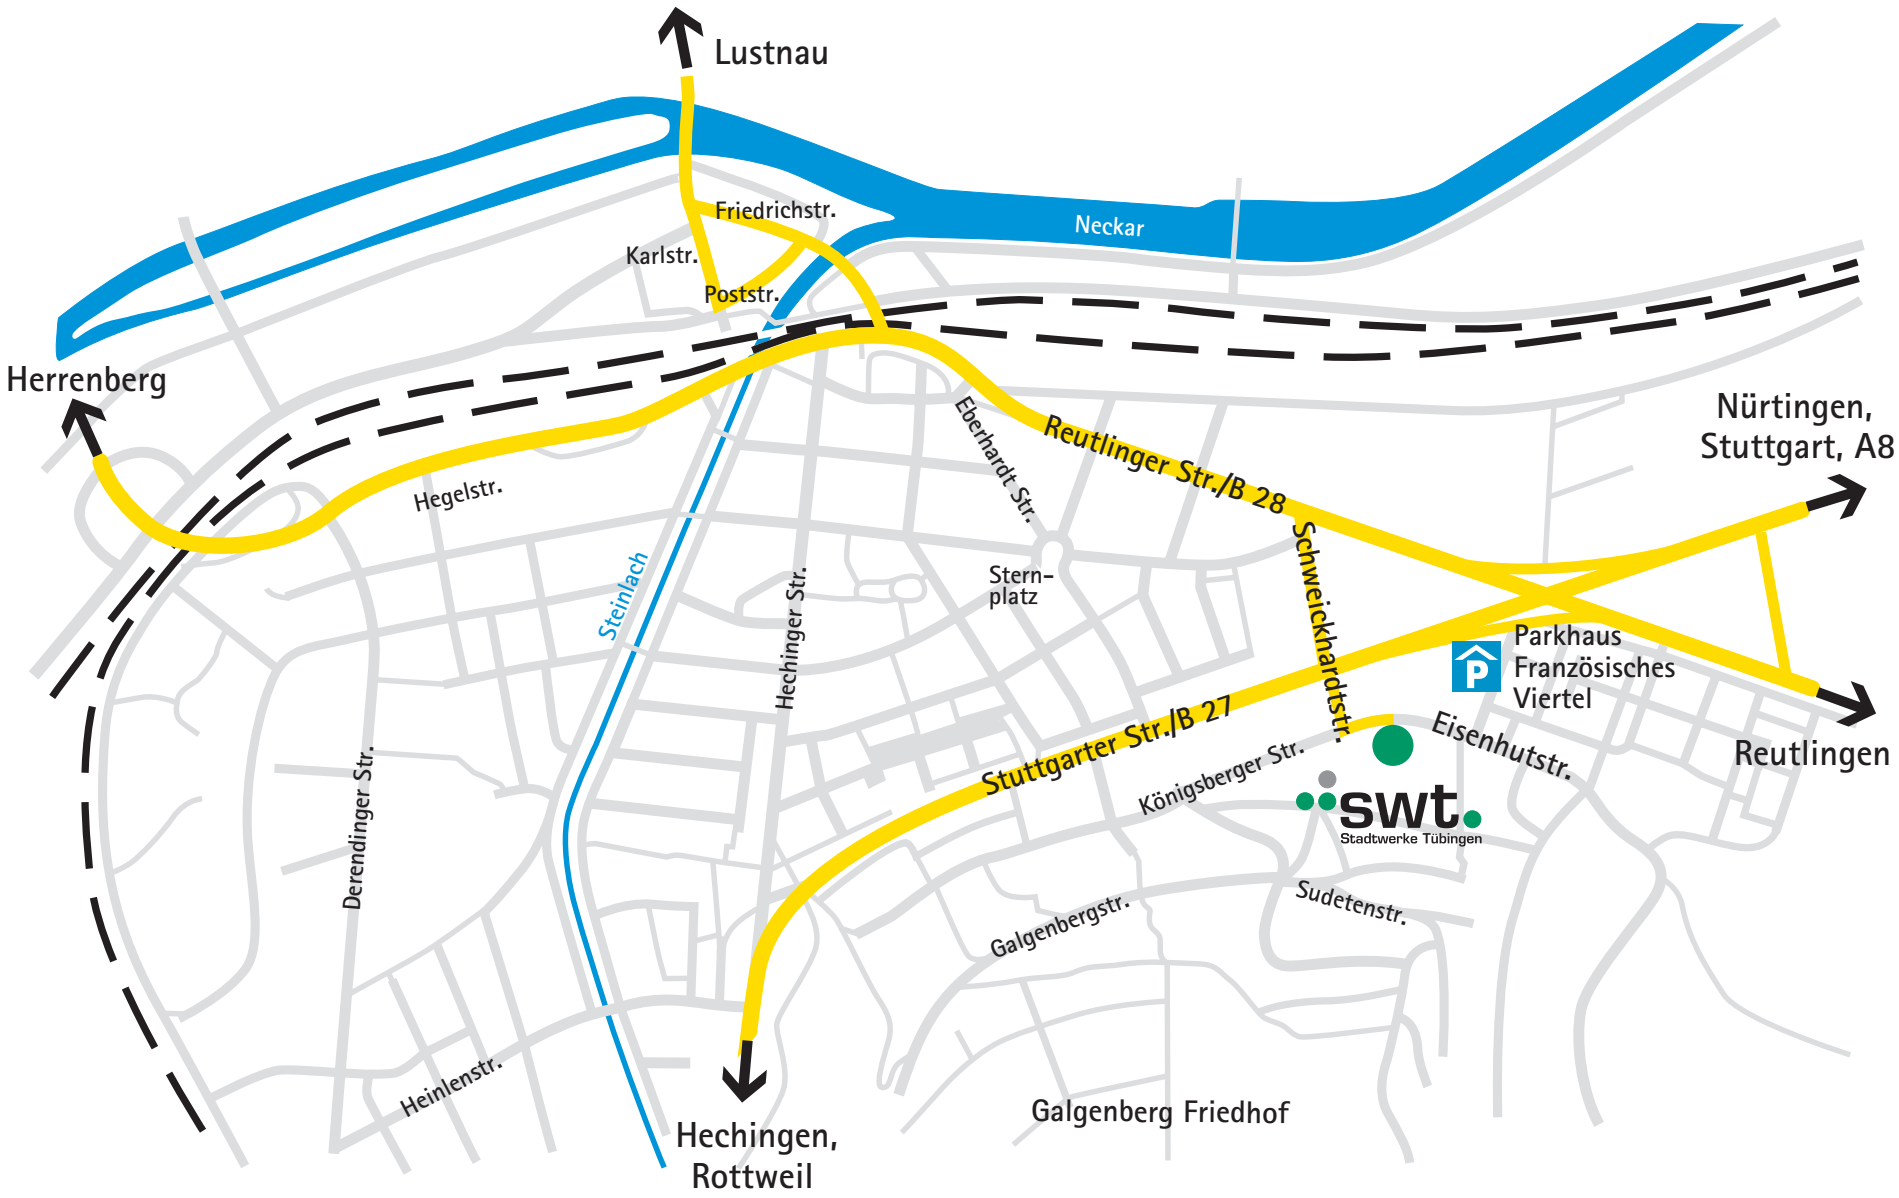 Lustnau
Friedrichstr.
Neckar
Karlstr.
Poststr.
Herrenberg
Nürtingen,
Stuttgart, A8
Eberhardt Str.
Reutlinger Str./B 28
Hegelstr.
Steinlach
Hechinger Str.
Stern-
platz
Schweickhardtstr.
Parkhaus
Französisches
Viertel
P
Stuttgarter Str./B 27
Eisenhutstr.
Reutlingen
Königsberger Str.
Derendinger Str.
swt.
Stadtwerke Tübingen
Sudetenstr.
Galgenbergstr.
Heinlenstr.
Galgenberg Friedhof
Hechingen,
Rottweil